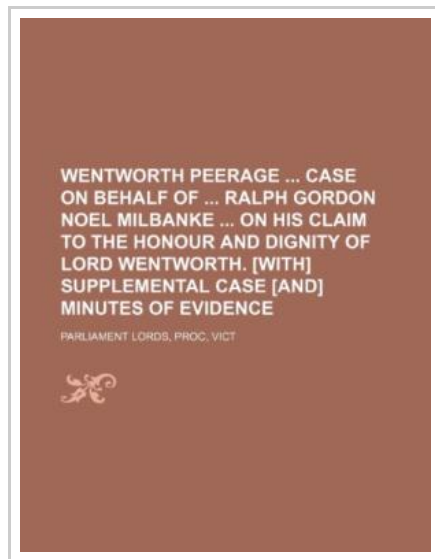 WENTWORTH PEERAGE ... CASE
ON BEHALF OF ... RALPH GORDON
NOEL MILBANKE ... ON HIS CLAIM
TO THE HONOUR AND DIGNITY OF
LORD WENTWORTH. [WITH]
SUPPLEMENTAL CASE [AND]
MINUTES OF EVIDENCE
PARLIAMENT LORDS, PROC, VICT